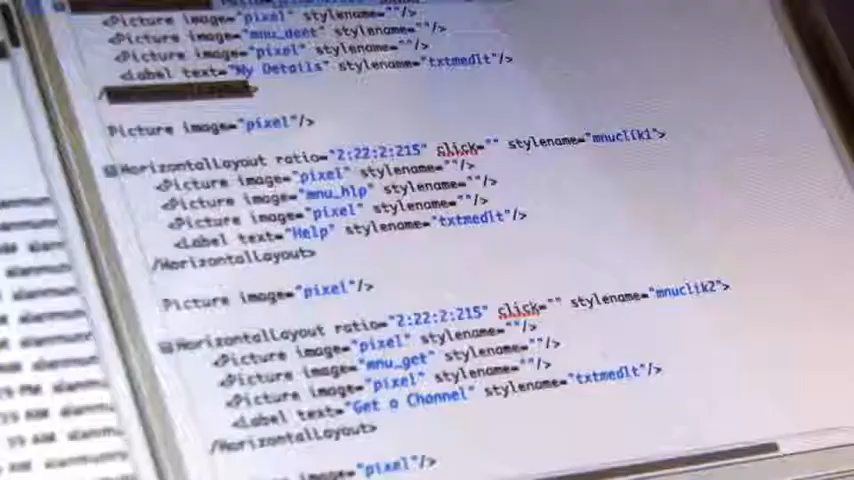 <Picture image="pixel" stylename=""/>
<Picture image="mnu_deet" stylename=""/>
<Picture image="pixel" stylename=""/>
<Label text="My Details" stylename="txtmedlt"/>
Picture image="pixel"/>
HorizontalLayout ratio="2:22:2:215" click="" stylename="mnuclik1">
<Picture image="pixel" stylename=""/>
<Picture image="mnu_hlp" stylename=""/>
<Picture image="pixel" stylename=""/>
<Label text="Help" stylename="txtmedlt"/>
/HorizontalLayout>
Picture image="pixel"/>
HorizontalLayout ratio="2:22:2:215" click="" stylename="mnuclik2">
<Picture image="pixel" stylename=""/>
<Picture image="mnu_get" stylename=""/>
<Picture image="pixel" stylename=""/>
<Label text="Get a Channel" stylename="txtmedlt"/>
/HorizontalLayout>
image="pixel"/>
19 AM
AM